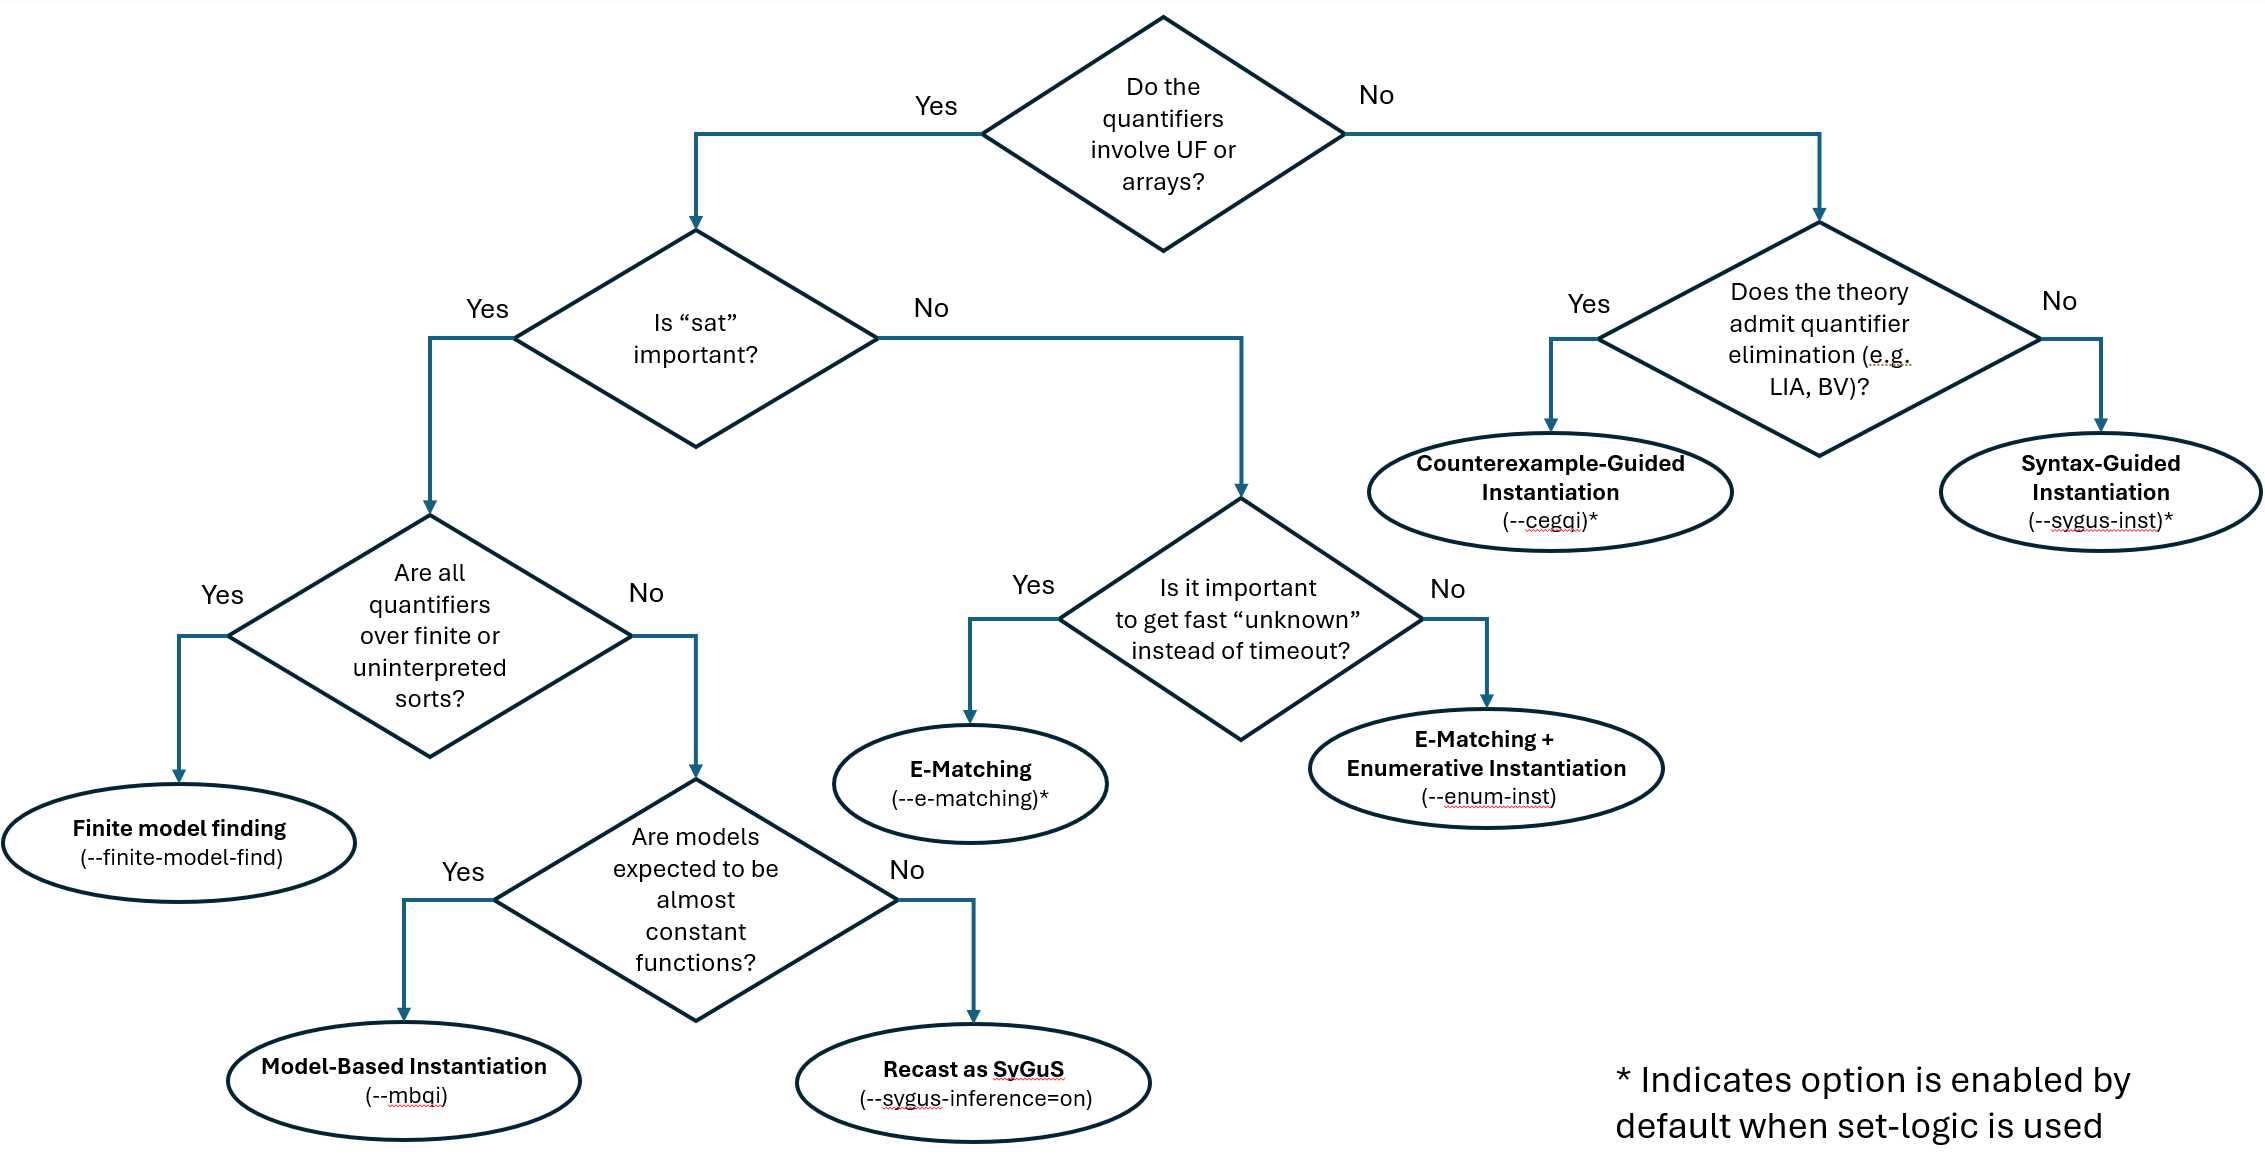 Do the
quantifiers
involve UF or
arrays?
Yes
No
Is “sat”
important?
Yes
No
Does the theory
admit quantifier
elimination (e.g.
LIA, BV)?
Yes
No
Counterexample-Guided
Instantiation
(--cegqi)*
Syntax-Guided
Instantiation
(--sygus-inst)*
Are all
quantifiers
over finite or
uninterpreted
sorts?
Yes
No
Is it important
to get fast “unknown”
instead of timeout?
Yes
No
E-Matching
(--e-matching)*
E-Matching +
Enumerative Instantiation
(--enum-inst)
Finite model finding
(--finite-model-find)
Are models
expected to be
almost
constant
functions?
Yes
No
Model-Based Instantiation
(--mbqi)
Recast as SyGuS
(--sygus-inference=on)
* Indicates option is enabled by
default when set-logic is used